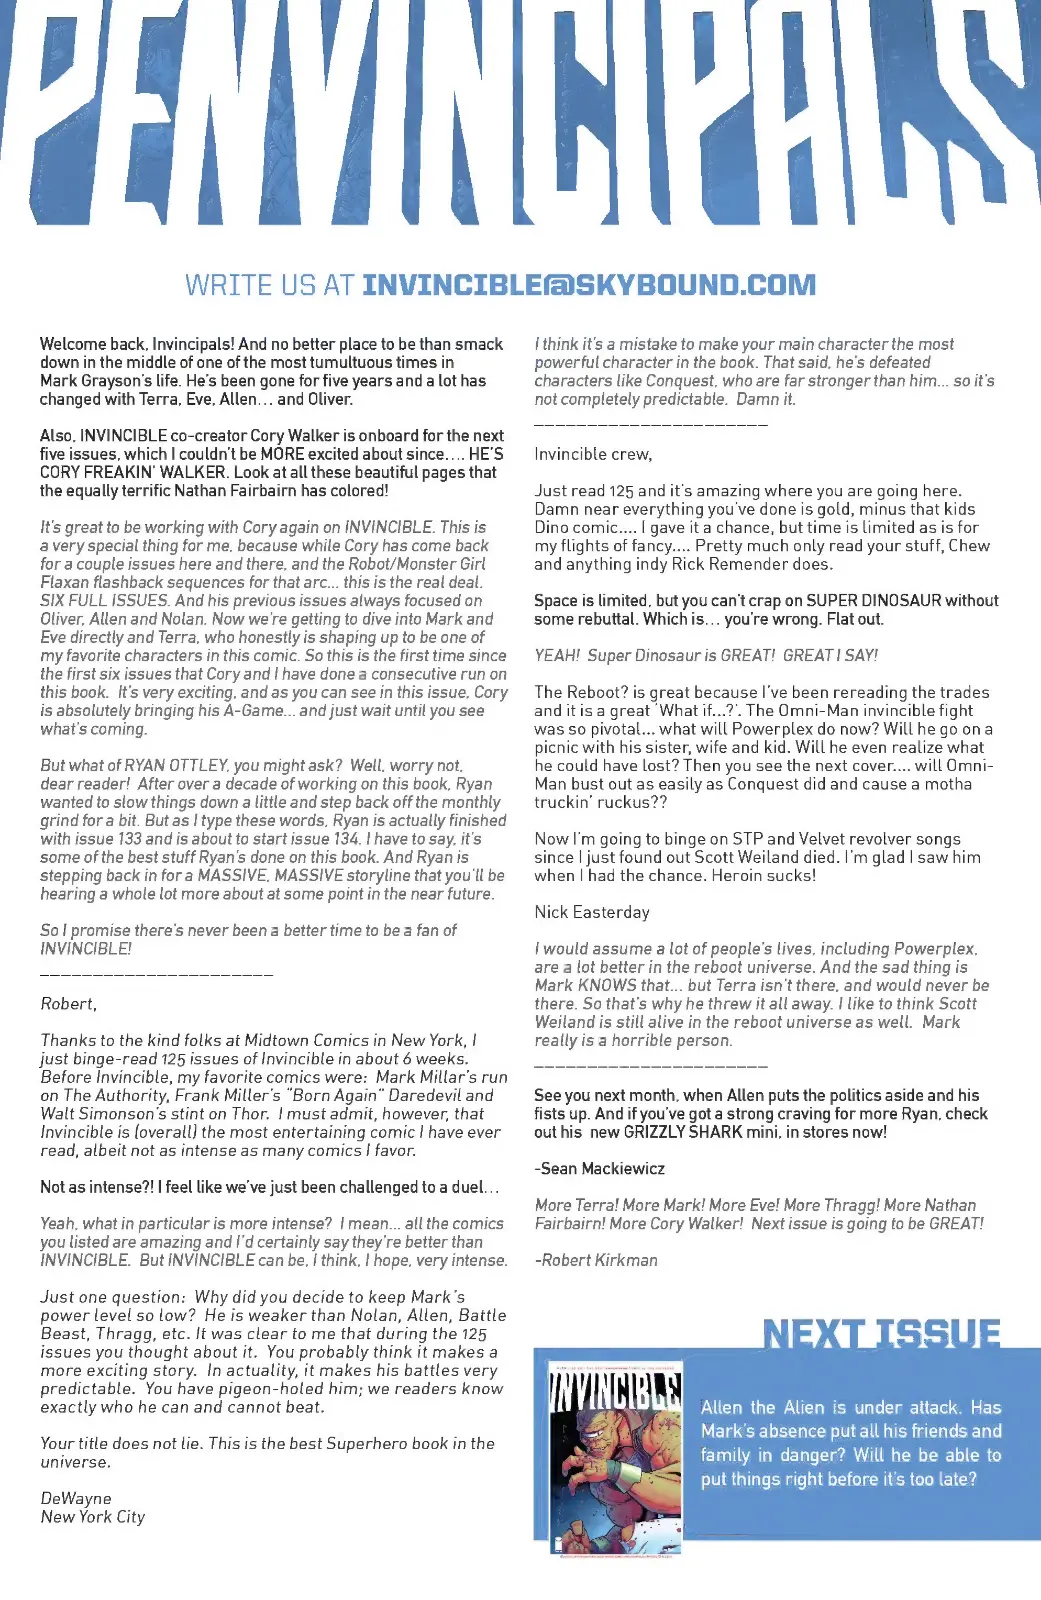 PENVINCIPALS
WRITE US AT INVINCIBLE@SKYBOUND.COM
Welcome back, Invincipals! And no better place to be than smack
down in the middle of one of the most tumultuous times in
Mark Grayson's life. He's been gone for five years and a lot has
changed with Terra, Eve, Allen... and Oliver.
Also, INVINCIBLE co-creator Cory Walker is onboard for the next
five issues, which I couldn't be MORE excited about since.... HE'S
CORY FREAKIN' WALKER. Look at all these beautiful pages that
the equally terrific Nathan Fairbairn has colored!
It's great to be working with Cory again on INVINCIBLE. This is
a very special thing for me, because while Cory has come back
for a couple issues here and there, and the Robot/Monster Girl
Flaxan flashback sequences for that arc... this is the real deal.
SIX FULL ISSUES. And his previous issues always focused on
Oliver, Allen and Nolan. Now we're getting to dive into Mark and
Eve directly and Terra, who honestly is shaping up to be one of
my favorite characters in this comic. So this is the first time since
the first six issues that Cory and I have done a consecutive run on
this book.  It's very exciting, and as you can see in this issue, Cory
is absolutely bringing his A-Game... and just wait until you see
what's coming.
But what of RYAN OTTLEY, you might ask?  Well, worry not,
dear reader!  After over a decade of working on this book, Ryan
wanted to slow things down a little and step back off the monthly
grind for a bit. But as I type these words, Ryan is actually finished
with issue 133 and is about to start issue 134. I have to say, it's
some of the best stuff Ryan's done on this book. And Ryan is
stepping back in for a MASSIVE, MASSIVE storyline that you'll be
hearing a whole lot more about at some point in the near future.
So I promise there's never been a better time to be a fan of
INVINCIBLE!
_______________________
Robert,
Thanks to the kind folks at Midtown Comics in New York, I
just binge-read 125 issues of Invincible in about 6 weeks.
Before Invincible, my favorite comics were:  Mark Millar's run
on The Authority, Frank Miller's "Born Again" Daredevil and
Walt Simonson's stint on Thor.  I must admit, however, that
Invincible is (overall) the most entertaining comic I have ever
read, albeit not as intense as many comics I favor.
Not as intense?! I feel like we've just been challenged to a duel...
Yeah, what in particular is more intense?  I mean... all the comics
you listed are amazing and I'd certainly say they're better than
INVINCIBLE.  But INVINCIBLE can be, I think, I hope, very intense.
Just one question:  Why did you decide to keep Mark's
power level so low?  He is weaker than Nolan, Allen, Battle
Beast, Thragg, etc. It was clear to me that during the 125
issues you thought about it.  You probably think it makes a
more exciting story.  In actuality, it makes his battles very
predictable.  You have pigeon-holed him; we readers know
exactly who he can and cannot beat.
Your title does not lie. This is the best Superhero book in the
universe.
DeWayne
New York City
I think it's a mistake to make your main character the most
powerful character in the book. That said, he's defeated
characters like Conquest, who are far stronger than him... so it's
not completely predictable.  Damn it.
_______________________
Invincible crew,
Just read 125 and it's amazing where you are going here.
Damn near everything you've done is gold, minus that kids
Dino comic.... I gave it a chance, but time is limited as is for
my flights of fancy.... Pretty much only read your stuff, Chew
and anything indy Rick Remender does.
Space is limited, but you can't crap on SUPER DINOSAUR without
some rebuttal. Which is... you're wrong. Flat out.
YEAH!  Super Dinosaur is GREAT!  GREAT I SAY!
The Reboot? is great because I've been rereading the trades
and it is a great 'What if...?'. The Omni-Man invincible fight
was so pivotal... what will Powerplex do now? Will he go on a
picnic with his sister, wife and kid. Will he even realize what
he could have lost? Then you see the next cover.... will Omni-
Man bust out as easily as Conquest did and cause a motha
truckin' ruckus??
Now I'm going to binge on STP and Velvet revolver songs
since I just found out Scott Weiland died. I'm glad I saw him
when I had the chance. Heroin sucks!
Nick Easterday
I would assume a lot of people's lives, including Powerplex,
are a lot better in the reboot universe. And the sad thing is
Mark KNOWS that... but Terra isn't there, and would never be
there. So that's why he threw it all away. I like to think Scott
Weiland is still alive in the reboot universe as well.  Mark
really is a horrible person.
_______________________
See you next month, when Allen puts the politics aside and his
fists up. And if you've got a strong craving for more Ryan, check
out his  new GRIZZLY SHARK mini, in stores now!
-Sean Mackiewicz
More Terra! More Mark! More Eve! More Thragg! More Nathan
Fairbairn! More Cory Walker!  Next issue is going to be GREAT!
-Robert Kirkman
NEXT ISSUE
INVINCIBLE
Allen the Alien is under attack. Has
Mark's absence put all his friends and
family in danger? Will he be able to
put things right before it's too late?